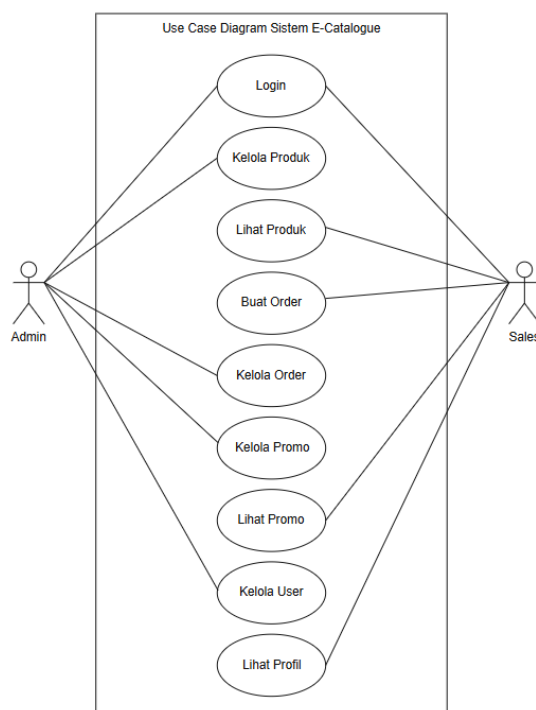 Use Case Diagram Sistem E-Catalogue
Login
Kelola Produk
Lihat Produk
Buat Order
Admin
Sales
Kelola Order
Kelola Promo
Lihat Promo
Kelola User
Lihat Profil